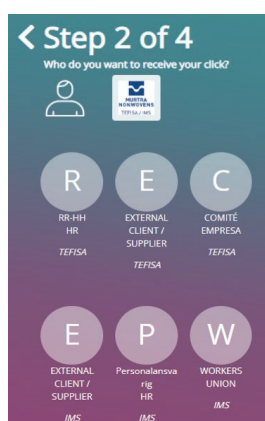 Step 2 of 4
Who do you want to receive your click?
MURTRA
NONWOVENS
TEFISA / IMS
R
E
C
RR-HH
HR
TEFISA
EXTERNAL
CLIENT /
SUPPLIER
TEFISA
COMITÉ
EMPRESA
TEFISA
E
P
W
EXTERNAL
CLIENT /
SUPPLIER
IMS
Personalansva
rig
HR
IMS
WORKERS
UNION
IMS